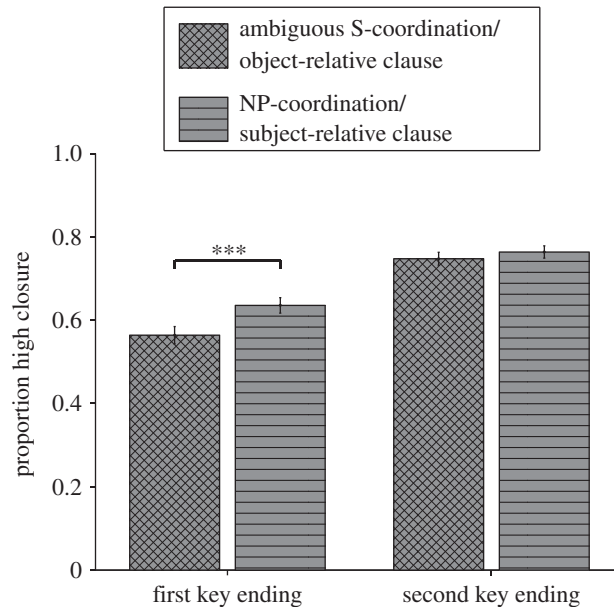 ambiguous S-coordination/
object-relative clause
NP-coordination/
subject-relative clause
1.0
0.8
0.6
0.4
0.2
0
proportion high closure
***
first key ending
second key ending